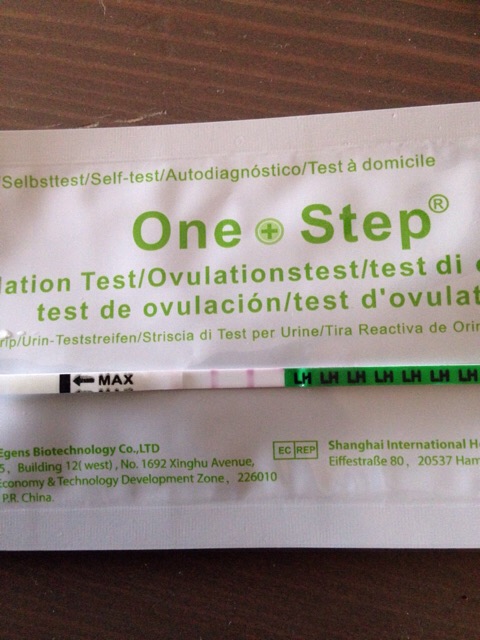 /Selbsttest/Self-test/Autodiagnóstico/Test à domicile
One Step®
lation Test/Ovulationstest/test di o
test de ovulación/test d'ovulat
rip/Urin-Teststreifen/Striscia di Test per Urine/Tira Reactiva de Orin
MAX LH LH LH LH LH LH LH
Egens Biotechnology Co.,LTD
5, Building 12(west), No. 1692 Xinghu Avenue,
Economy & Technology Development Zone, 226010
P.R. China.
EC REP
Shanghai International H
Eiffestraße 80, 20537 Ham